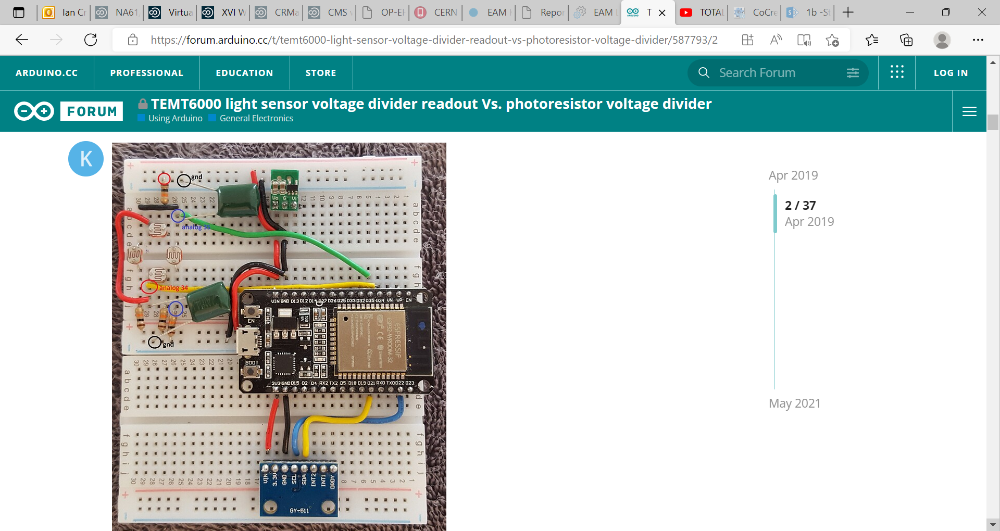 Ian Cr
NA61/
Virtua
XVI W
CRMa
CMS v
OP-EH
CERN
EAM H
Repor
EAM L
T
TOTAL
CoCre
1b -St
https://forum.arduino.cc/t/temt6000-light-sensor-voltage-divider-readout-vs-photoresistor-voltage-divider/587793/2
ARDUINO.CC
PROFESSIONAL
EDUCATION
STORE
Search Forum
LOG IN
FORUM
TEMT6000 light sensor voltage divider readout Vs. photoresistor voltage divider
Using Arduino
General Electronics
K
gnd
Vo G Vi
analog 35
analog 34
gnd
VIN GND D13 D12 D14 D27 D26 D25 D33 D32 D35 D34 VN VP EN
EN
ESPRESSIF
ESP32-WROOM-32
BOOT
3V3 GND D15 D2 D4 RX2 TX2 D5 D18 D19 D21 RX0 TX0 D22 D23
VIN 3.3V GND SCL SDA INT2 INT1 DRDY
GY-511
Apr 2019
2 / 37
Apr 2019
May 2021